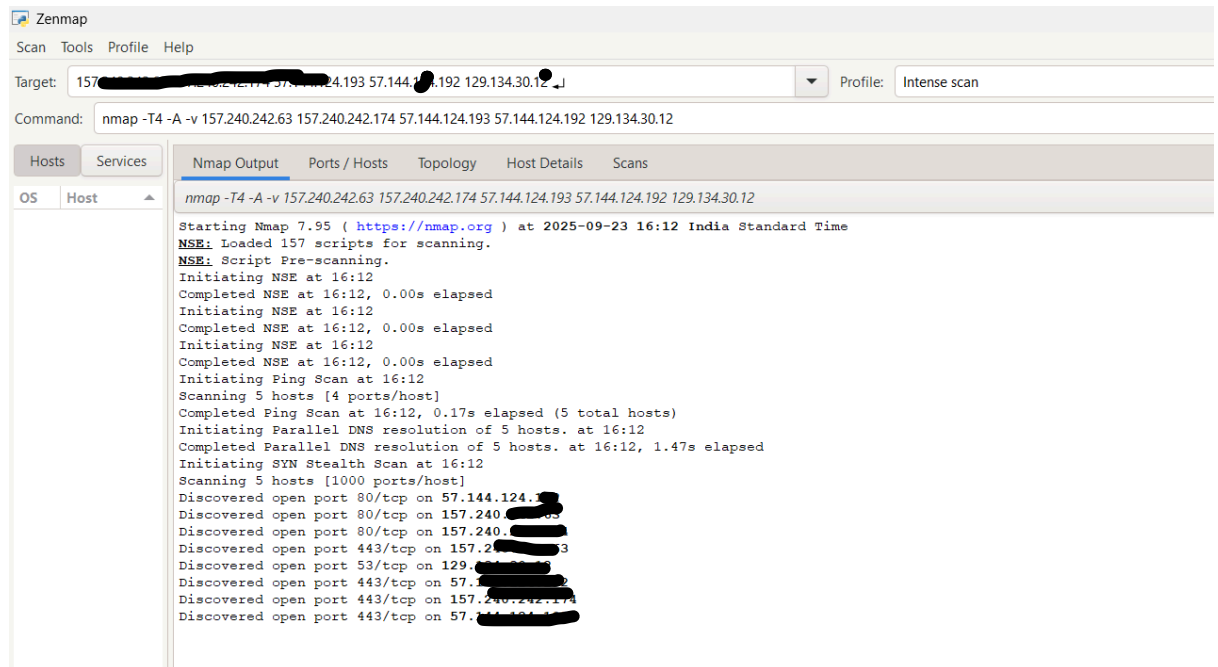 Zenmap
Scan Tools Profile Help
Target: 157 .193 57.144. .192 129.134.30.12 Profile: Intense scan
Command: nmap -T4 -A -v 157.240.242.63 157.240.242.174 57.144.124.193 57.144.124.192 129.134.30.12
Hosts Services Nmap Output Ports / Hosts Topology Host Details Scans
OS Host nmap -T4 -A -v 157.240.242.63 157.240.242.174 57.144.124.193 57.144.124.192 129.134.30.12
Starting Nmap 7.95 ( https://nmap.org ) at 2025-09-23 16:12 India Standard Time
NSE: Loaded 157 scripts for scanning.
NSE: Script Pre-scanning.
Initiating NSE at 16:12
Completed NSE at 16:12, 0.00s elapsed
Initiating NSE at 16:12
Completed NSE at 16:12, 0.00s elapsed
Initiating NSE at 16:12
Completed NSE at 16:12, 0.00s elapsed
Initiating Ping Scan at 16:12
Scanning 5 hosts [4 ports/host]
Completed Ping Scan at 16:12, 0.17s elapsed (5 total hosts)
Initiating Parallel DNS resolution of 5 hosts. at 16:12
Completed Parallel DNS resolution of 5 hosts. at 16:12, 1.47s elapsed
Initiating SYN Stealth Scan at 16:12
Scanning 5 hosts [1000 ports/host]
Discovered open port 80/tcp on 57.144.124.
Discovered open port 80/tcp on 157.240.
Discovered open port 80/tcp on 157.240.
Discovered open port 443/tcp on 157.2
Discovered open port 53/tcp on 129.
Discovered open port 443/tcp on 57.
Discovered open port 443/tcp on 157.2
Discovered open port 443/tcp on 57.